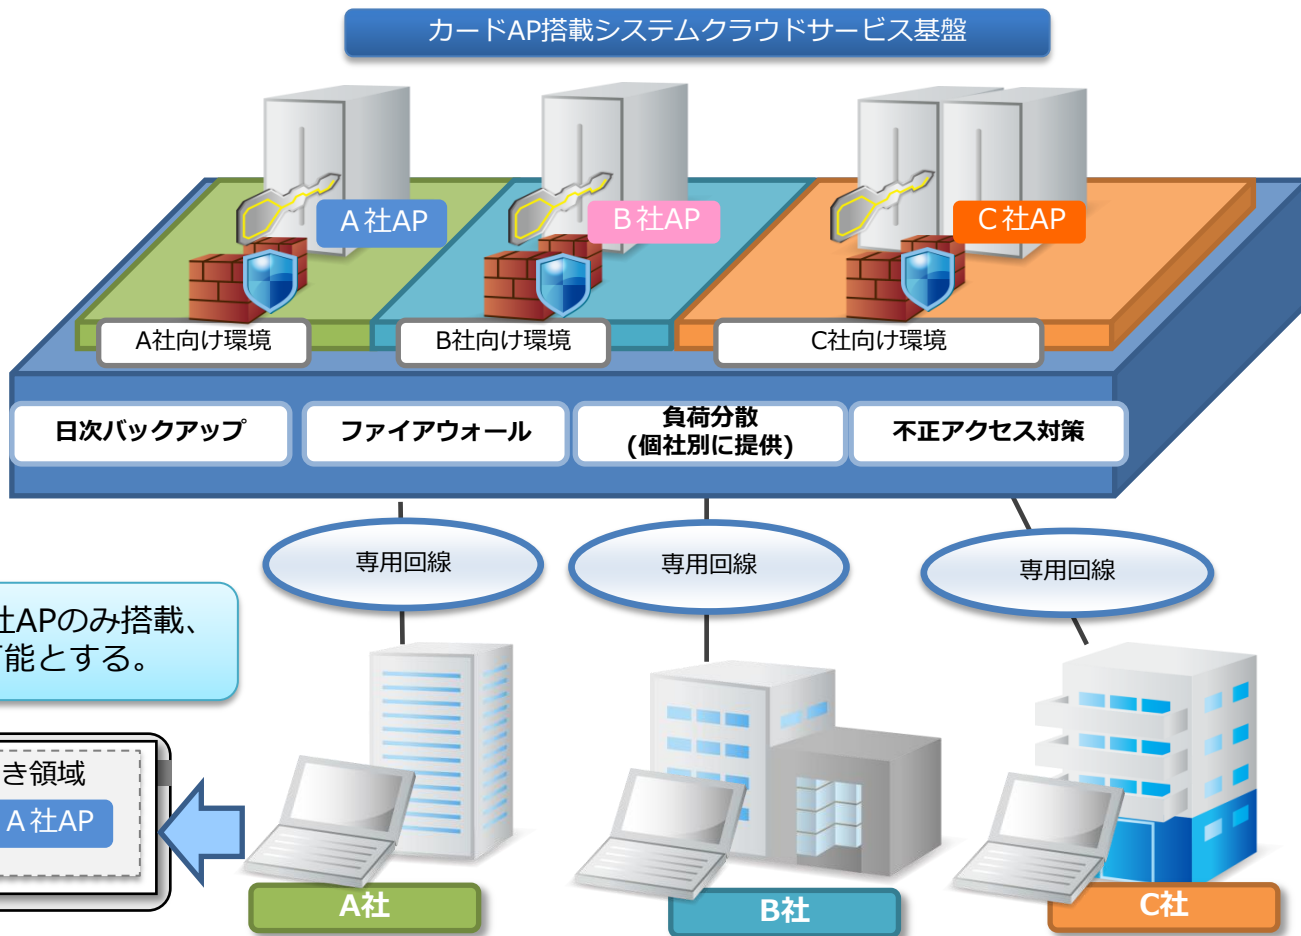 カードAP搭載システムクラウドサービス基盤
A社AP
B社AP
C社AP
A社向け環境
B社向け環境
C社向け環境
日次バックアップ
ファイアウォール
負荷分散
(個社別に提供)
不正アクセス対策
専用回線
専用回線
専用回線
社APのみ搭載、
能とする。
き領域
A社AP
A社
B社
C社